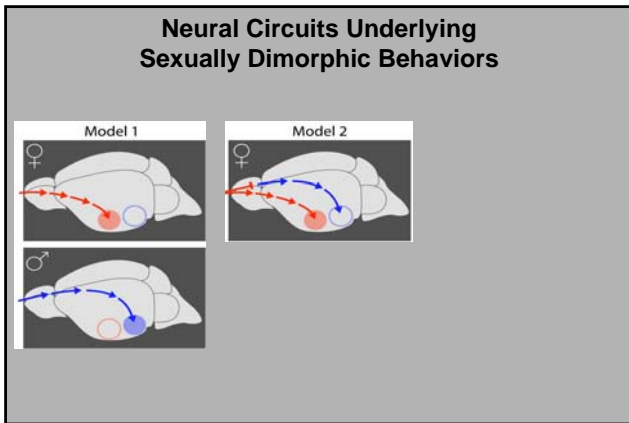 Neural Circuits Underlying
Sexually Dimorphic Behaviors
Model 1
Model 2
♀
♀
♂